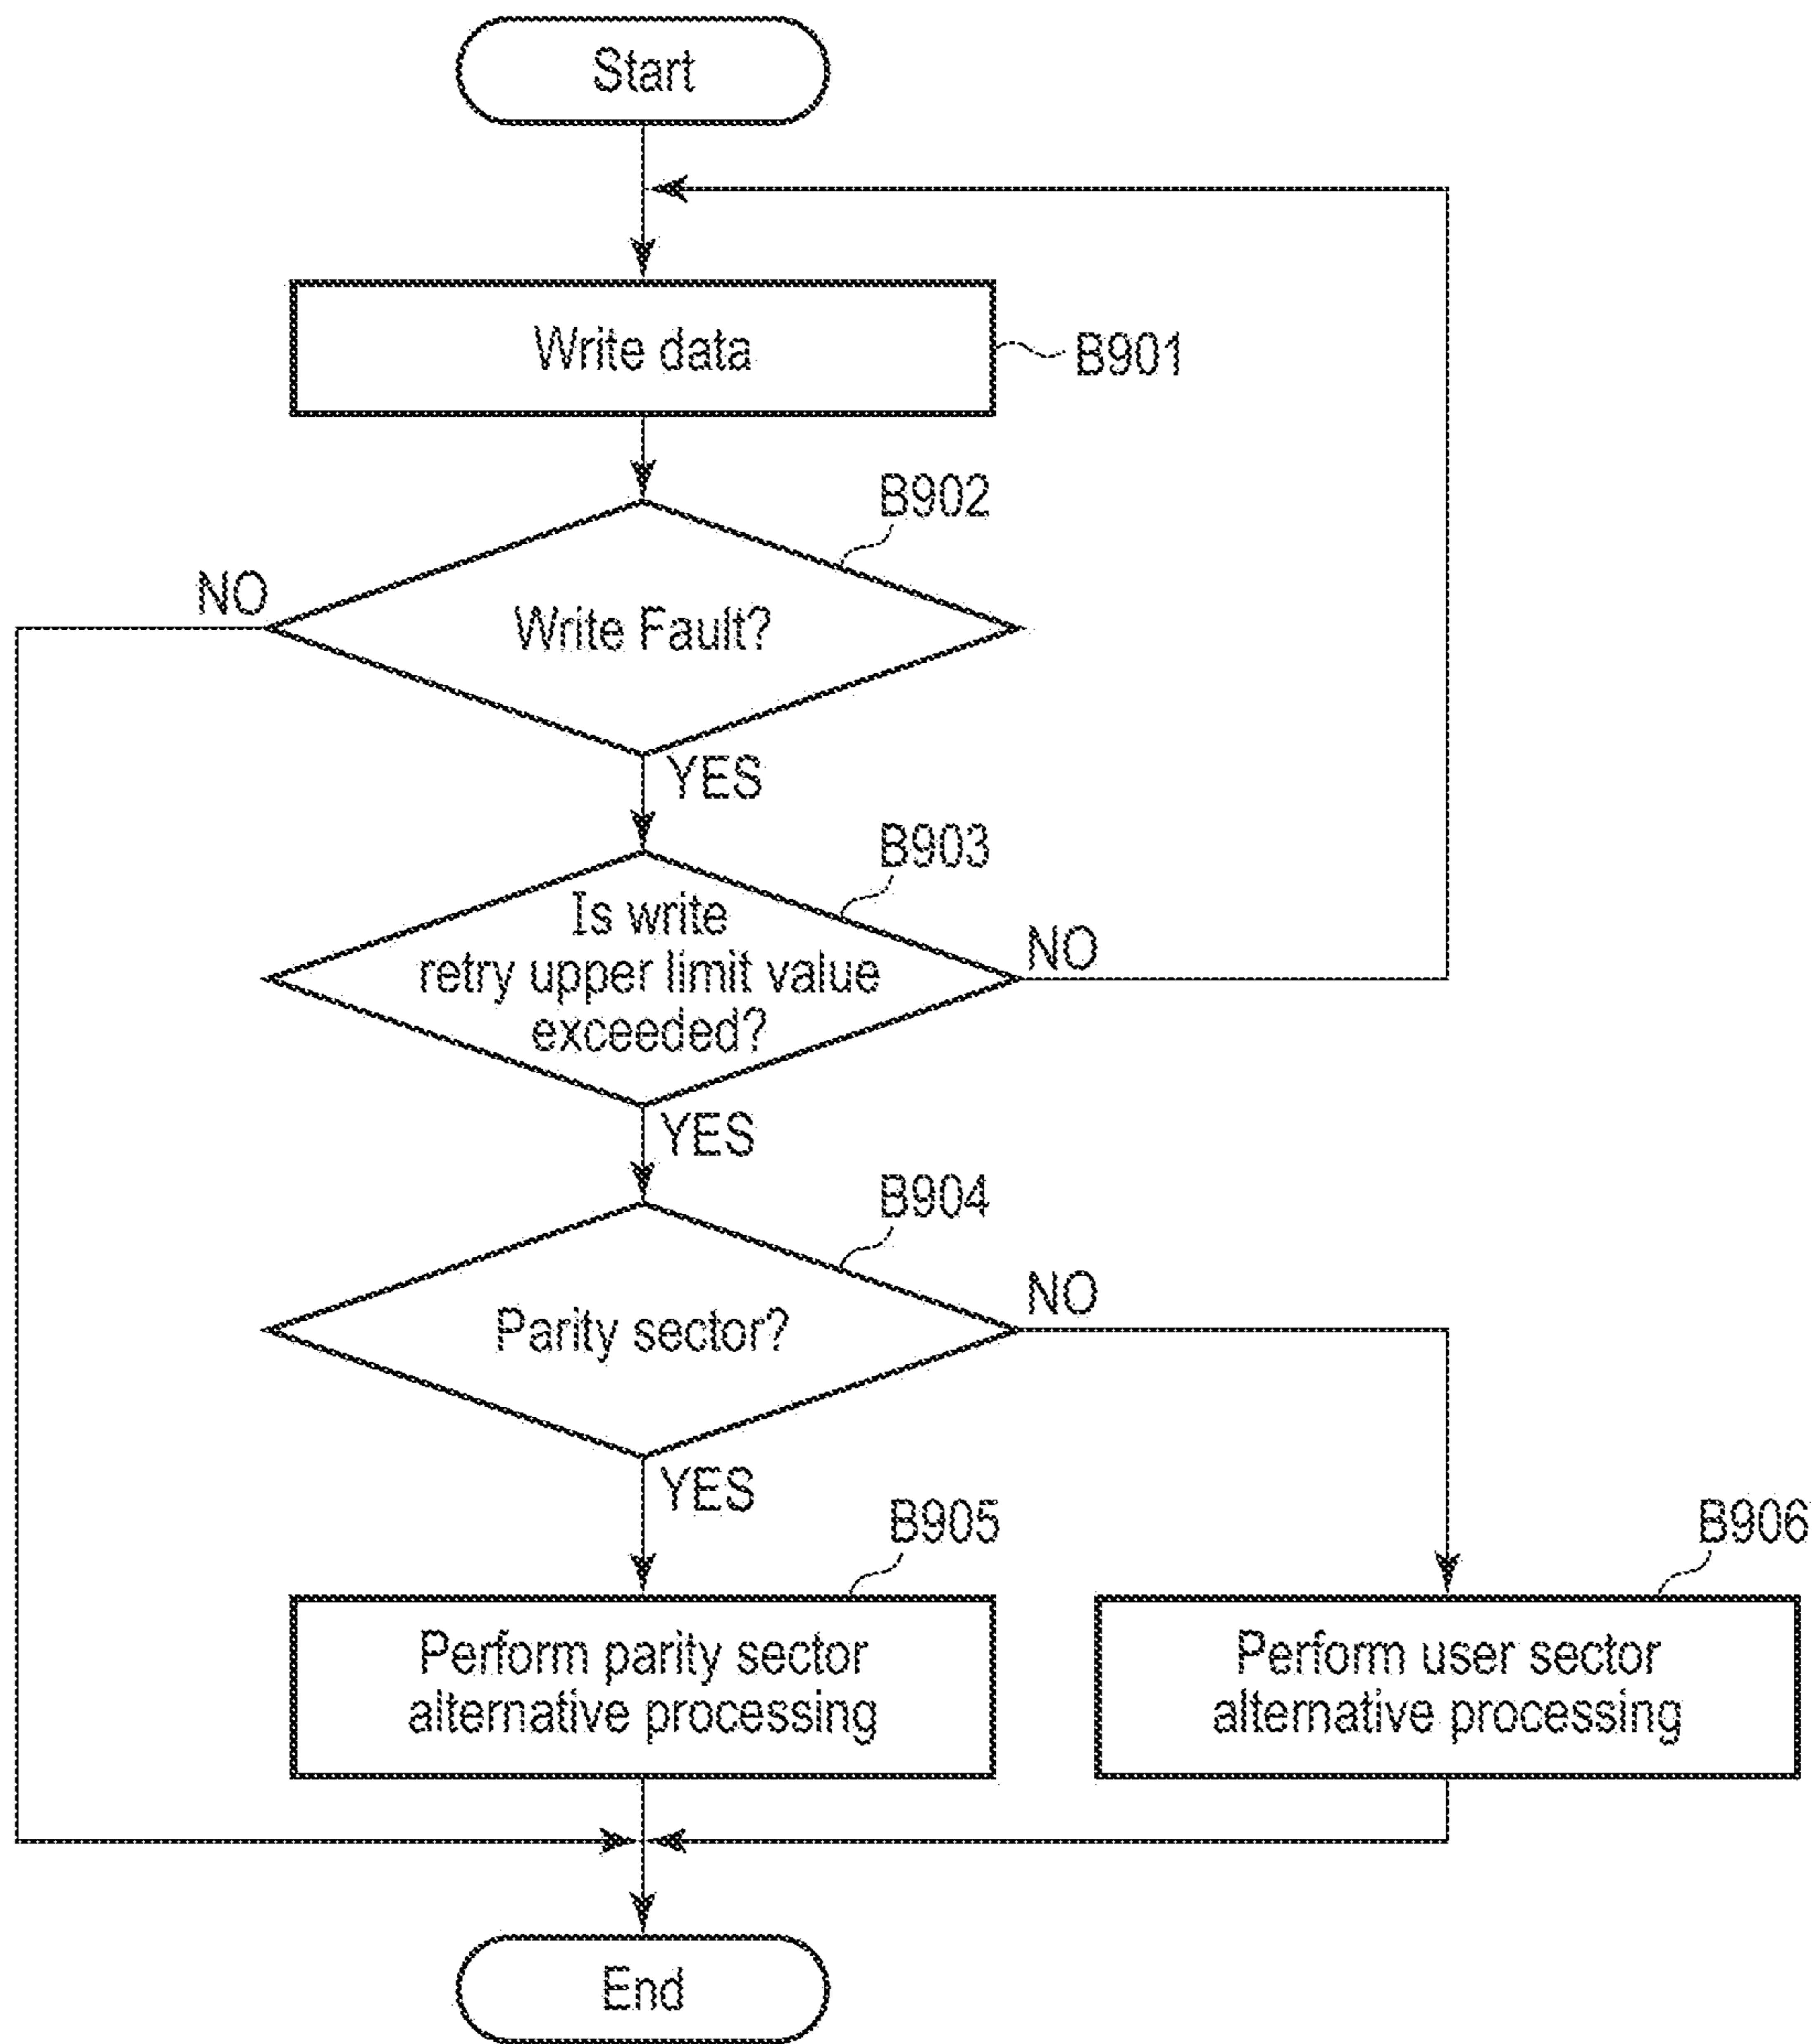 Start
Write data
B901
B902
NO
Write Fault?
YES
B903
Is write
retry upper limit value
exceeded?
NO
YES
B904
NO
Parity sector?
YES
B905
B906
Perform parity sector
alternative processing
Perform user sector
alternative processing
End